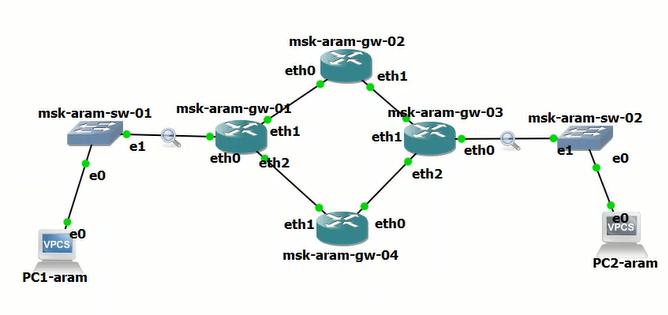 msk-aram-gw-02
eth0
eth1
msk-aram-sw-01
msk-aram-gw-01
msk-aram-gw-03
msk-aram-sw-02
e1
eth0
eth1
eth2
eth1
eth0
eth2
e1
e0
e0
e0
VPCS
PC1-aram
eth1
eth0
msk-aram-gw-04
e0
VPCS
PC2-aram